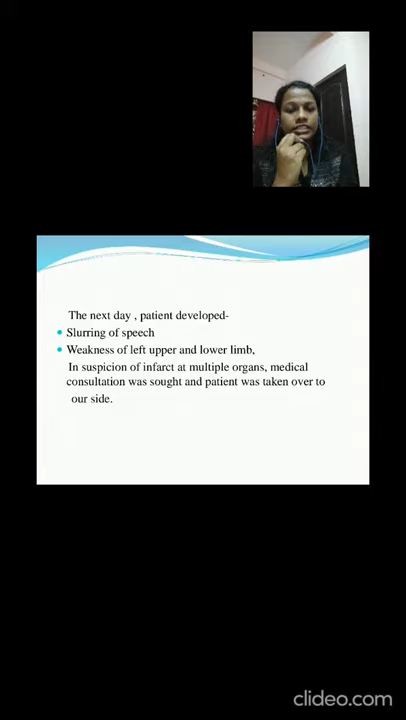 The next day , patient developed-
Slurring of speech
Weakness of left upper and lower limb,
In suspicion of infarct at multiple organs, medical
consultation was sought and patient was taken over to
our side.
clideo.com